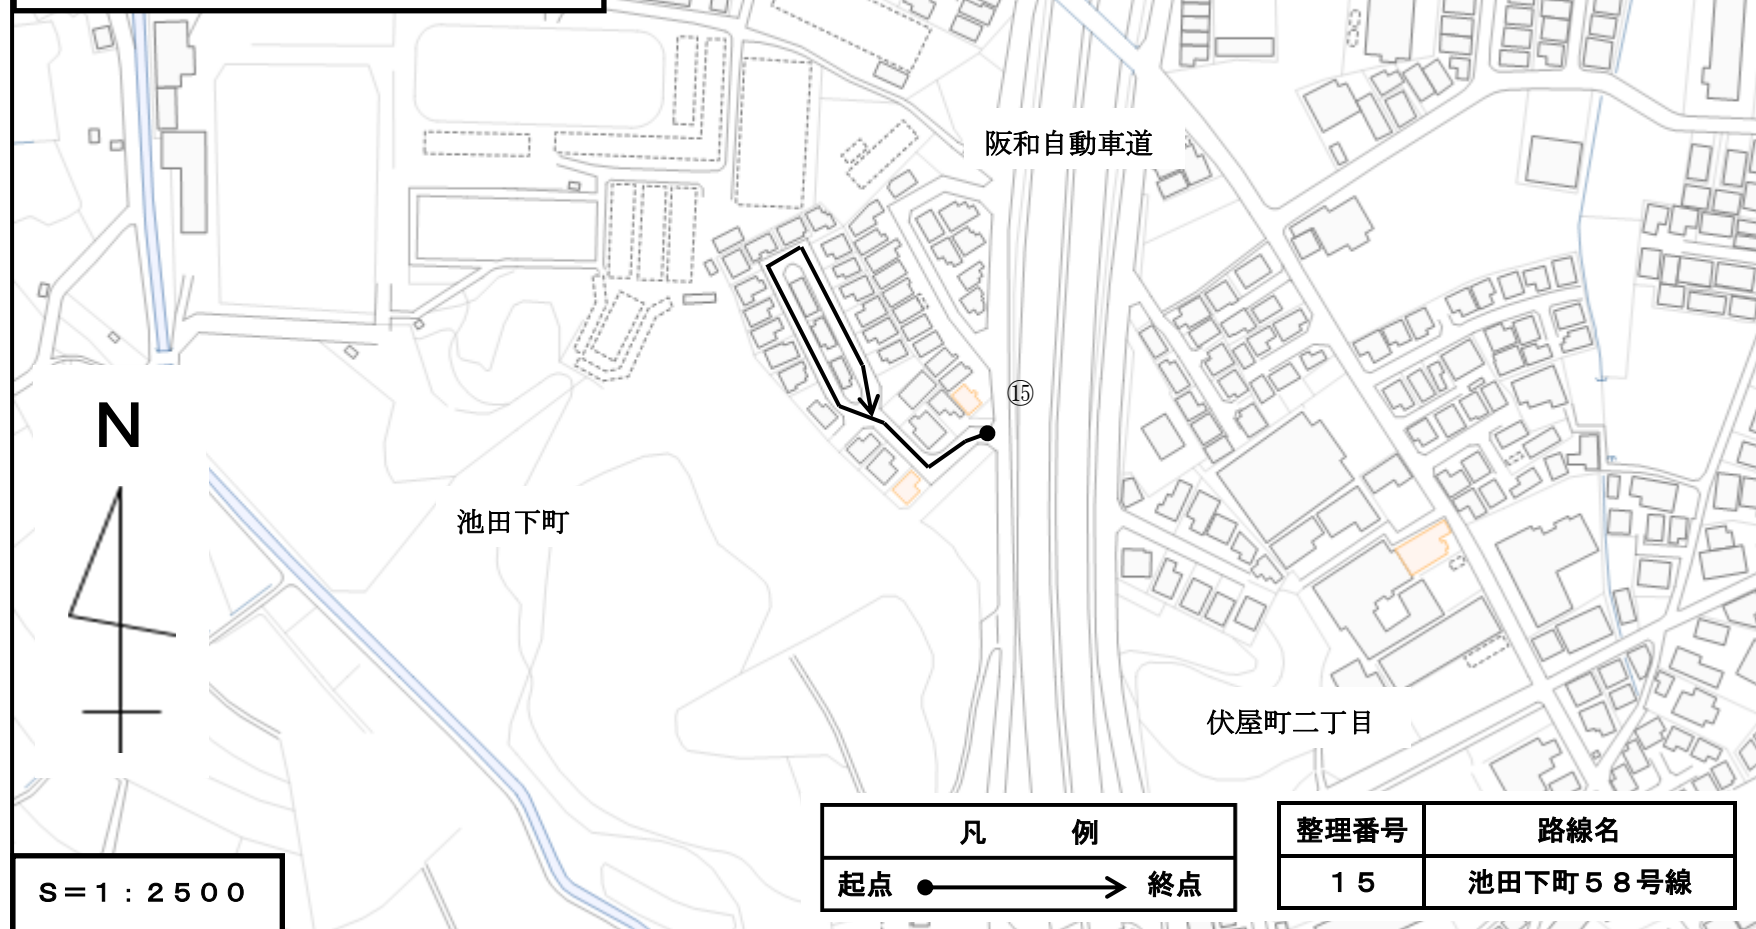 阪和自動車道
⑮
N
池田下町
伏屋町二丁目
凡　例
起点　終点
整理番号　路線名
１５　池田下町５８号線
Ｓ＝１：２５００